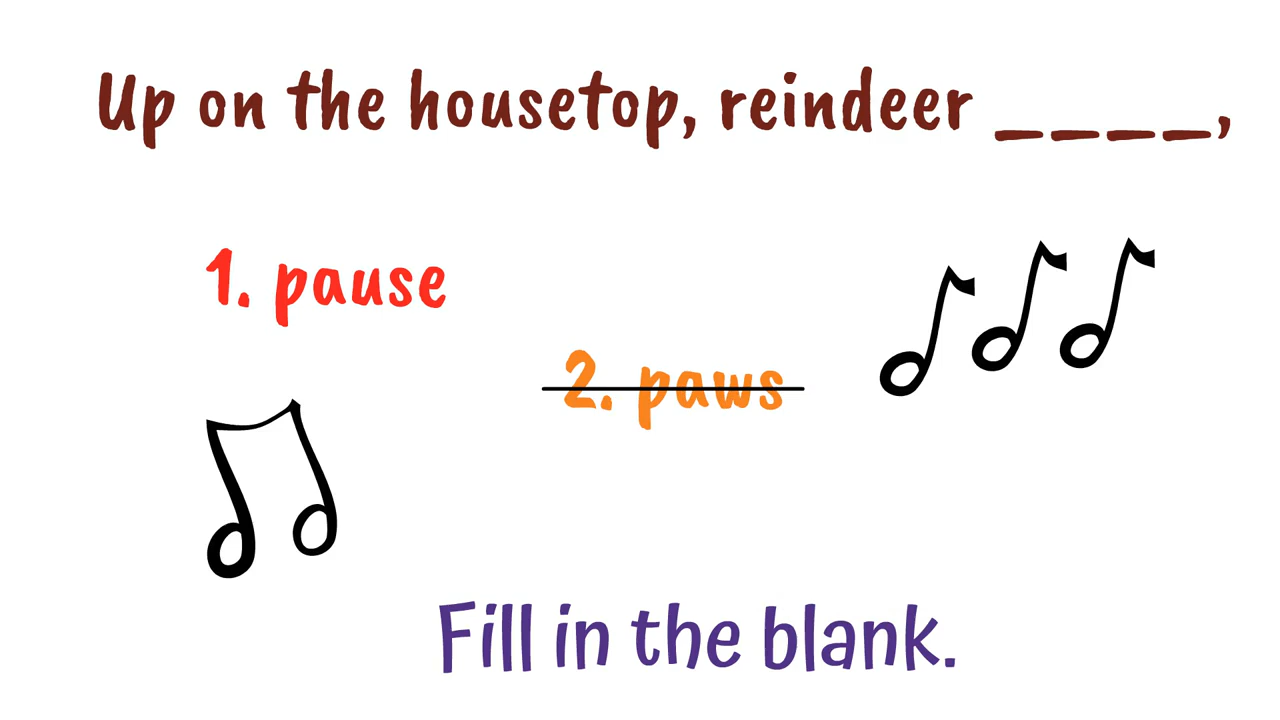 Up on the housetop, reindeer ____,
1. pause
2. paws
Fill in the blank.